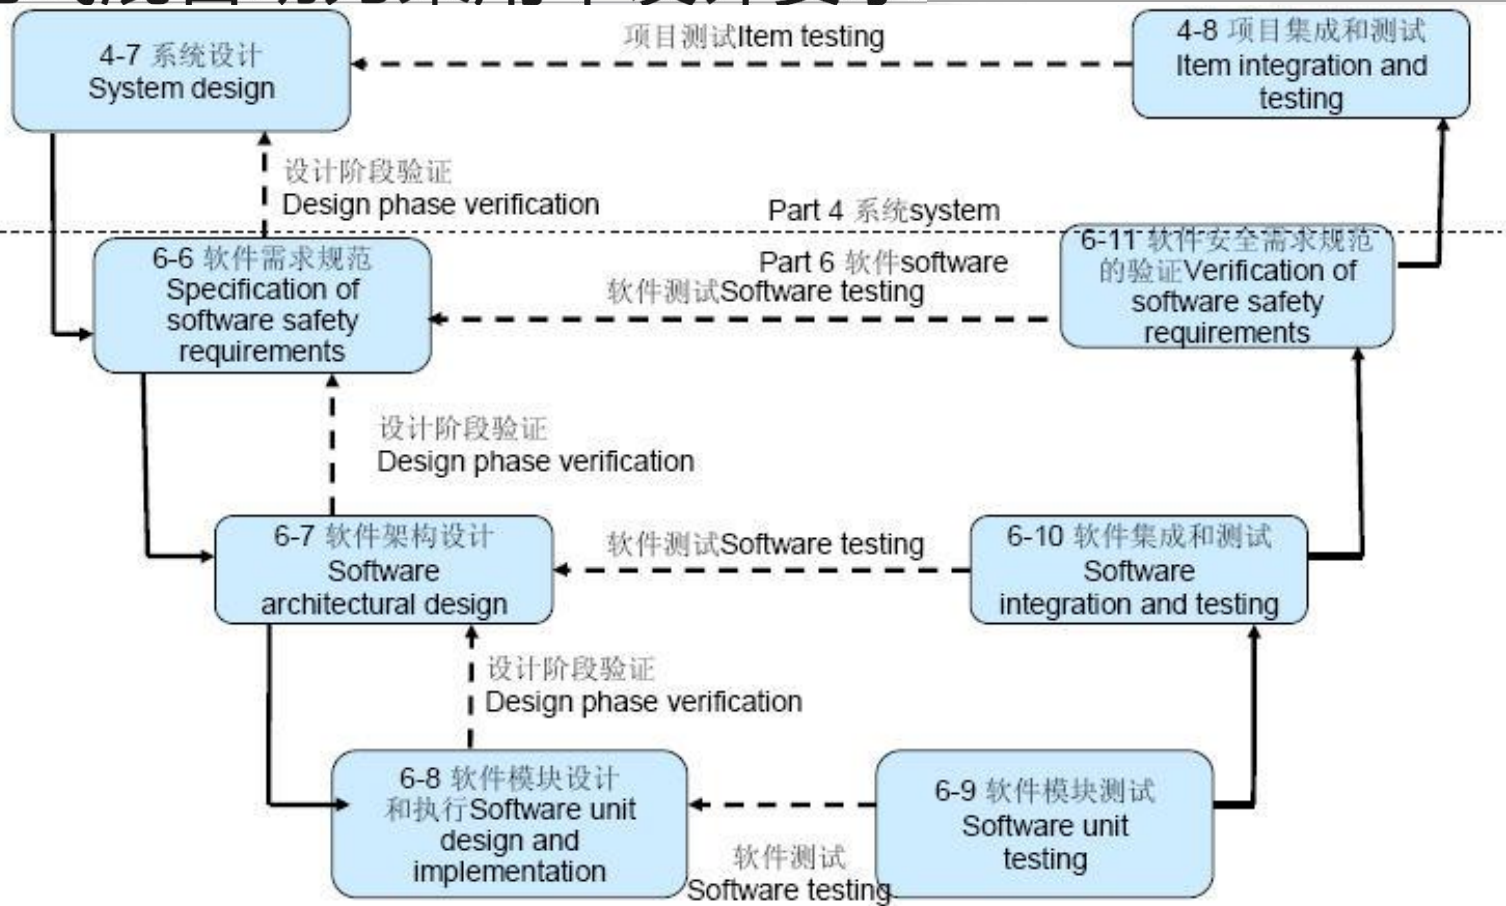 4-7 系统设计
System design
项目测试Item testing
4-8 项目集成和测试
Item integration and
testing
设计阶段验证
Design phase verification
Part 4 系统system
6-6 软件需求规范
Specification of
software safety
requirements
Part 6 软件software
软件测试Software testing
6-11 软件安全需求规范
的验证Verification of
software safety
requirements
设计阶段验证
Design phase verification
6-7 软件架构设计
Software
architectural design
软件测试Software testing
6-10 软件集成和测试
Software
integration and testing
设计阶段验证
Design phase verification
6-8 软件模块设计
和执行Software unit
design and
implementation
软件测试
Software testing
6-9 软件模块测试
Software unit
testing